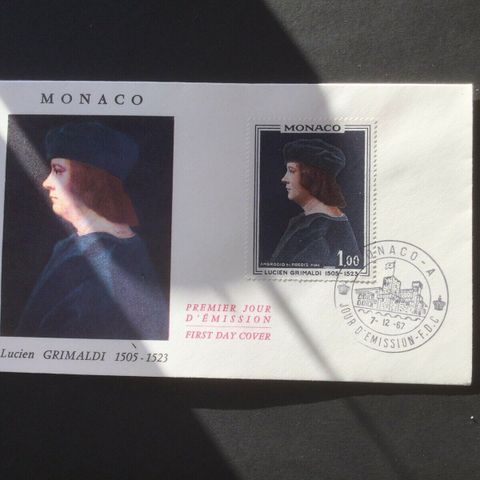 MONACO
MONACO
AMBROGIO DI PREDIS PINX
1,00
LUCIEN GRIMALDI 1505-1523
MONACO-A
7-12-67
JOUR D'EMISSION-F.D.C
PREMIER JOUR
D'ÉMISSION
FIRST DAY COVER
Lucien GRIMALDI 1505-1523